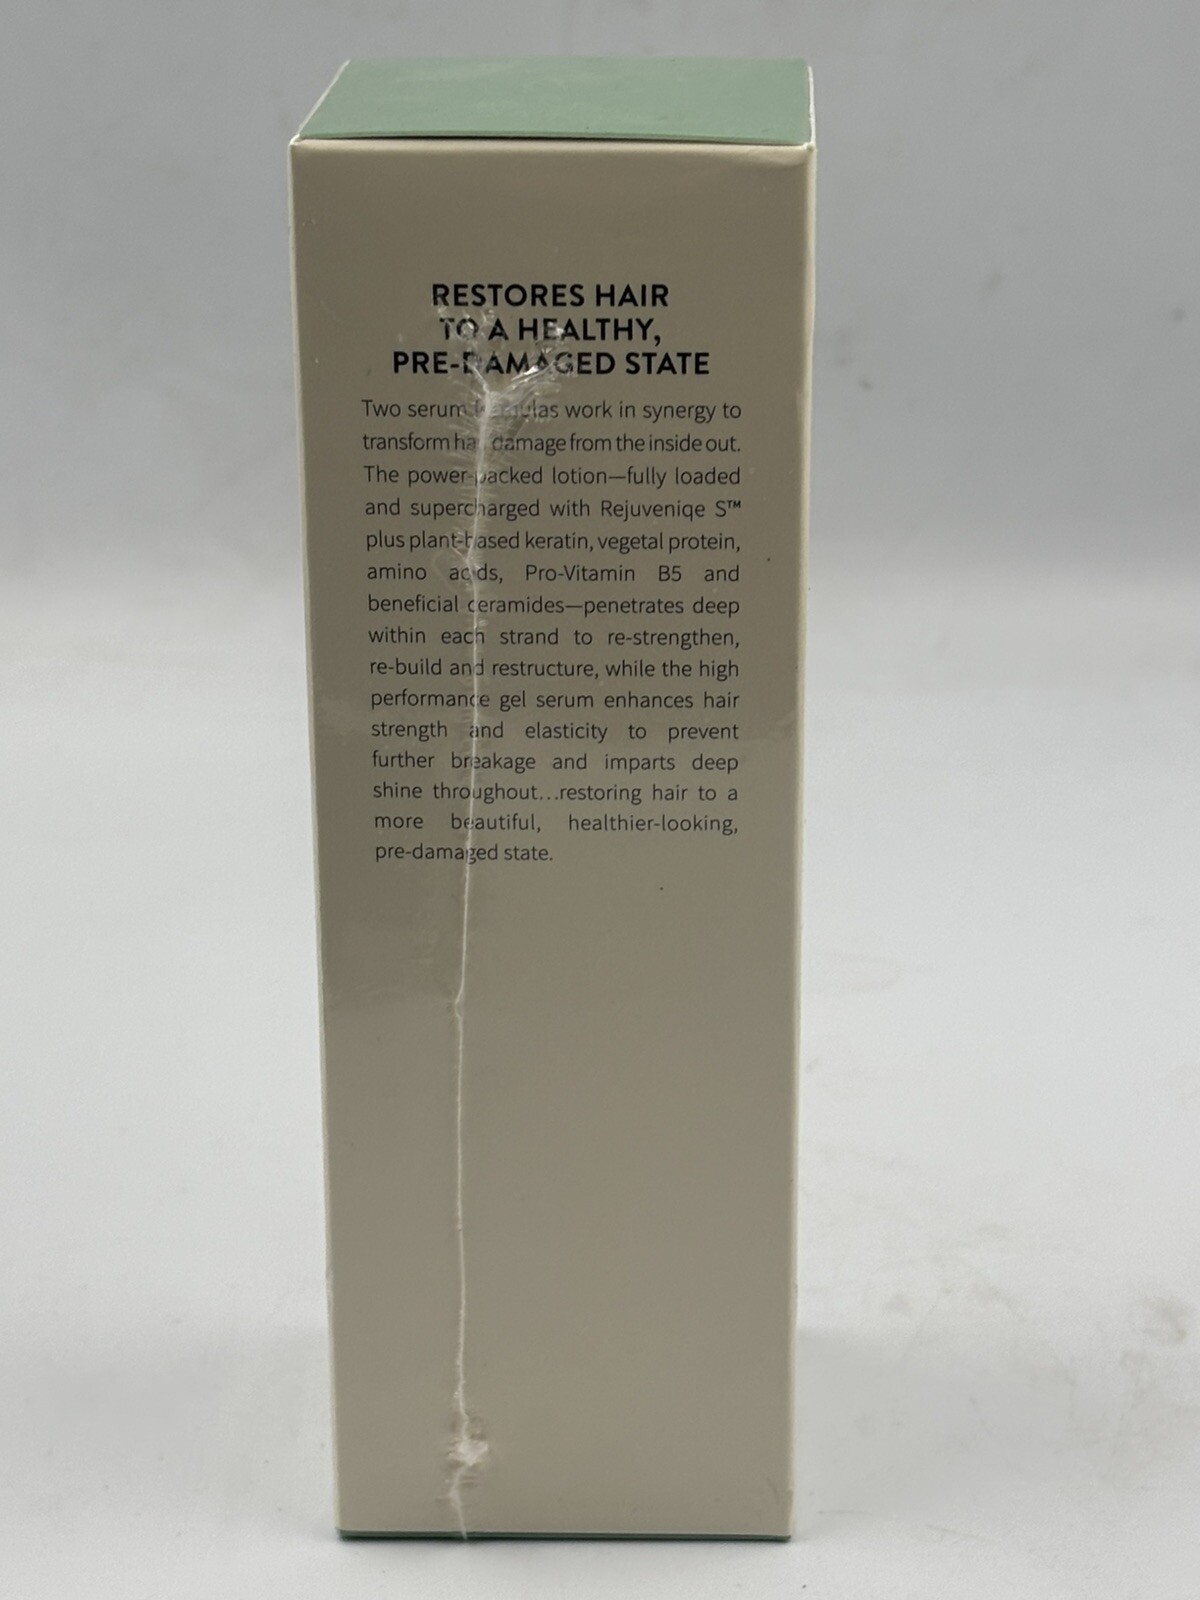 RESTORES HAIR
TO A HEALTHY,
PRE-DAMAGED STATE
Two serum formulas work in synergy to
transform hair damage from the inside out.
The power-packed lotion—fully loaded
and supercharged with Rejuveniqe S™
plus plant-based keratin, vegetal protein,
amino acids, Pro-Vitamin B5 and
beneficial ceramides—penetrates deep
within each strand to re-strengthen,
re-build and restructure, while the high
performance gel serum enhances hair
strength and elasticity to prevent
further breakage and imparts deep
shine throughout...restoring hair to a
more beautiful, healthier-looking,
pre-damaged state.